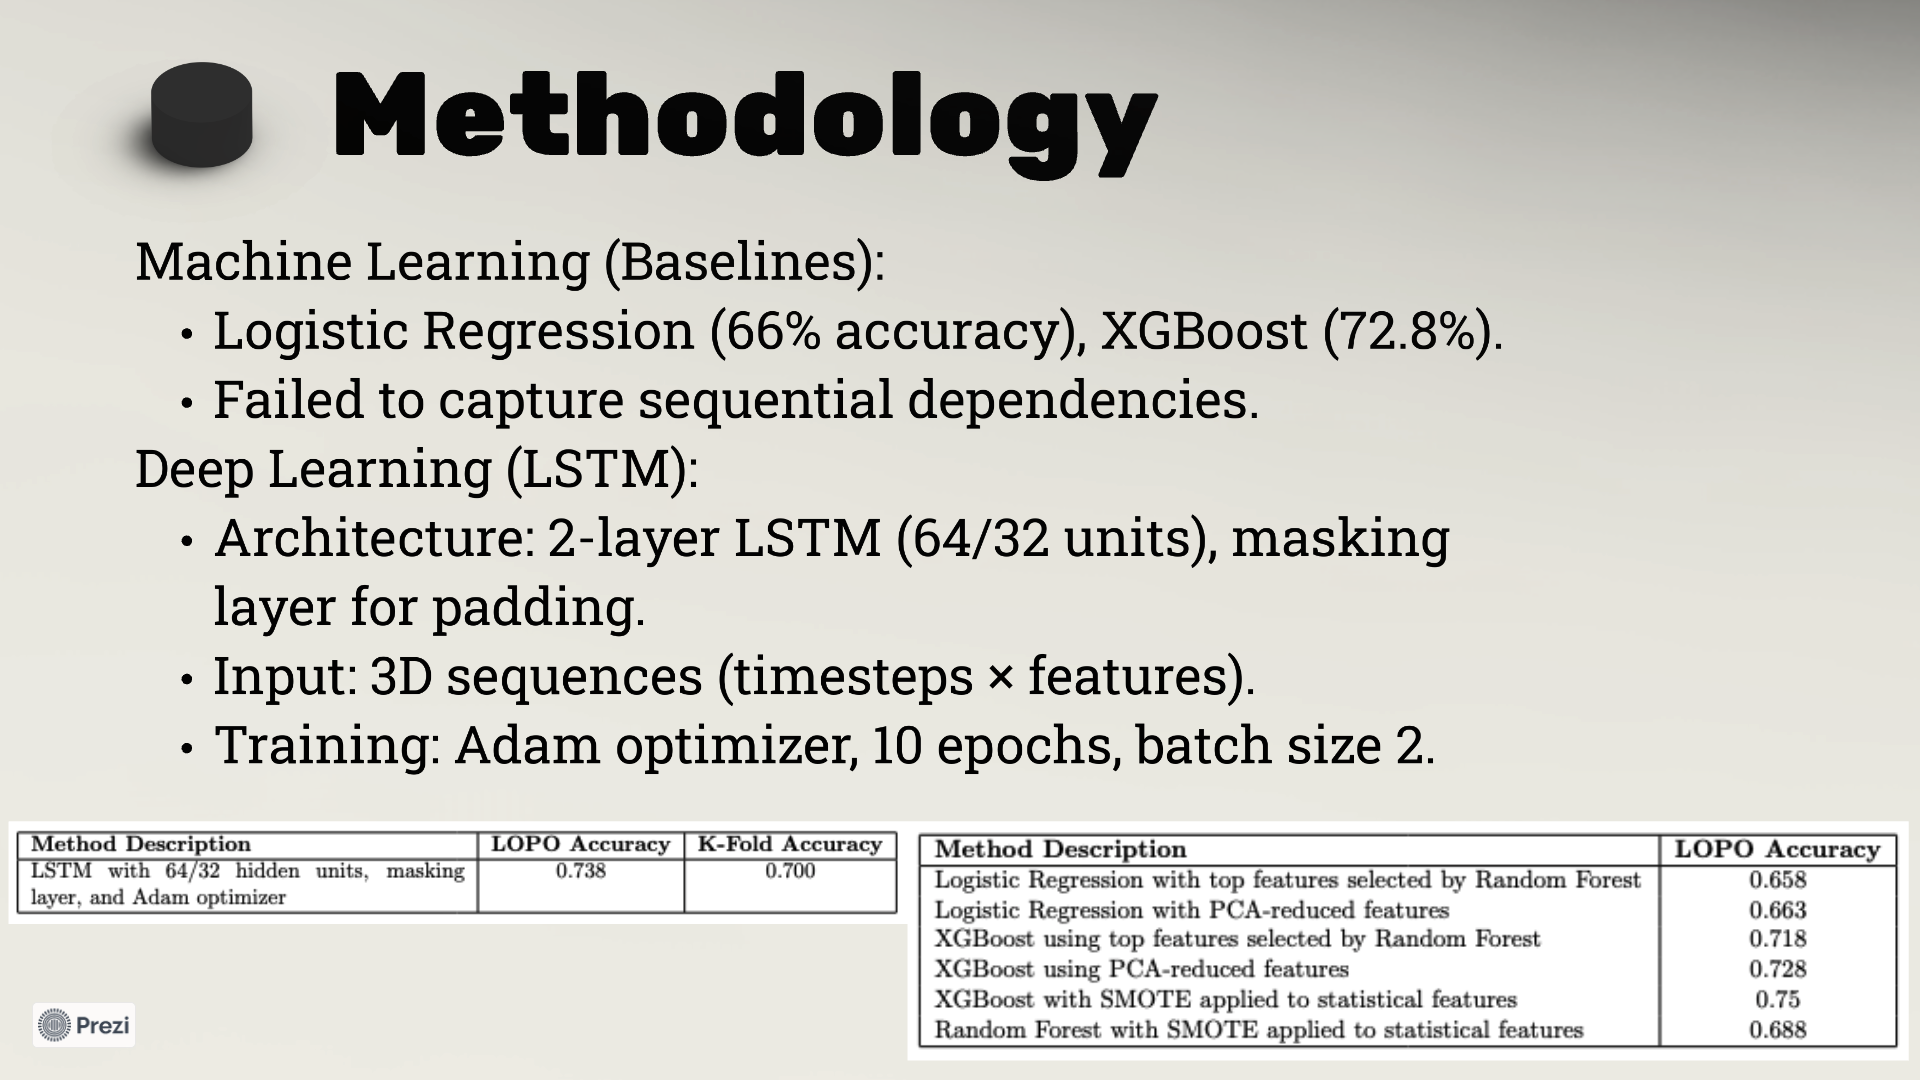 Methodology
Machine Learning (Baselines):
• Logistic Regression (66% accuracy), XGBoost (72.8%).
• Failed to capture sequential dependencies.
Deep Learning (LSTM):
• Architecture: 2-layer LSTM (64/32 units), masking
layer for padding.
• Input: 3D sequences (timesteps × features).
• Training: Adam optimizer, 10 epochs, batch size 2.
Method Description LOPO Accuracy K-Fold Accuracy
LSTM with 64/32 hidden units, masking 0.738 0.700
layer, and Adam optimizer
Method Description LOPO Accuracy
Logistic Regression with top features selected by Random Forest 0.658
Logistic Regression with PCA-reduced features 0.663
XGBoost using top features selected by Random Forest 0.718
XGBoost using PCA-reduced features 0.728
XGBoost with SMOTE applied to statistical features 0.75
Random Forest with SMOTE applied to statistical features 0.688
Prezi